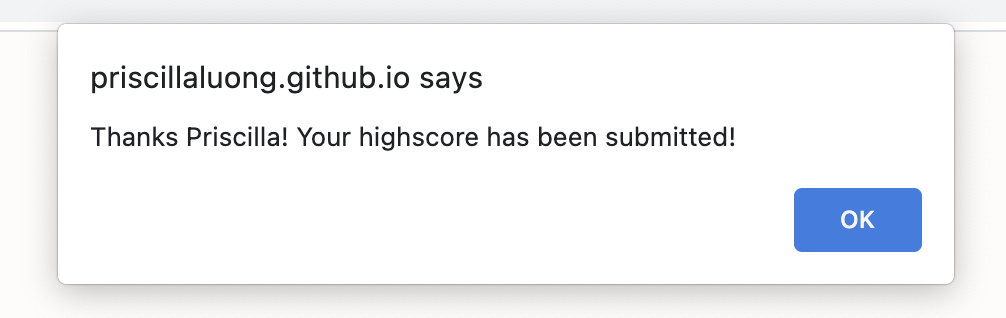 priscillaluong.github.io says
Thanks Priscilla! Your highscore has been submitted!
OK